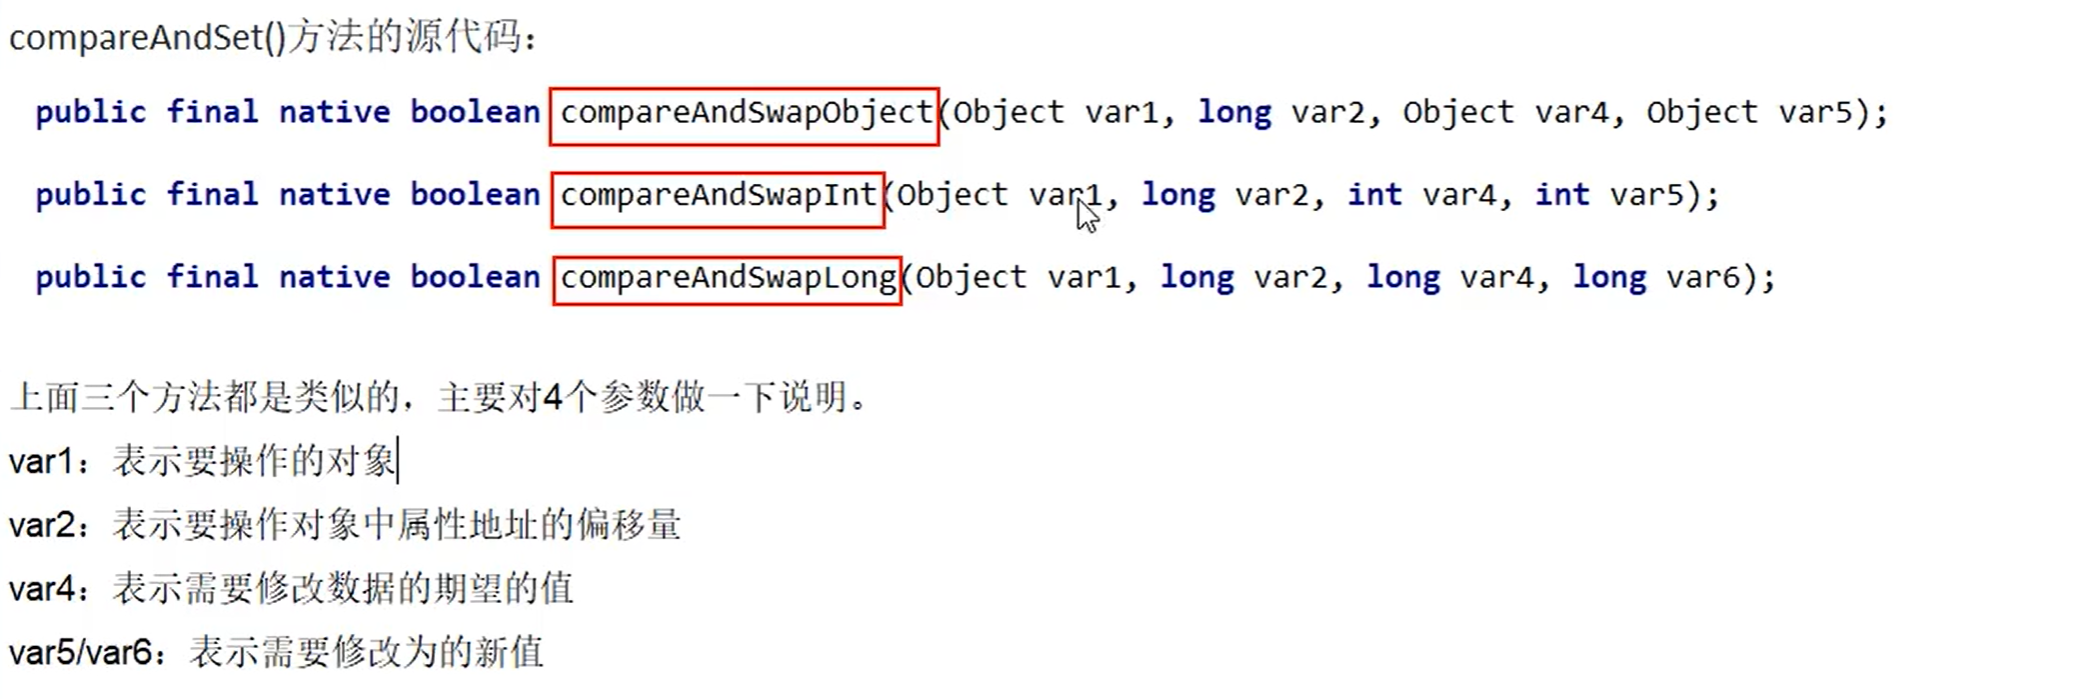 compareAndSet()方法的源代码：
public final native boolean compareAndSwapObject(Object var1, long var2, Object var4, Object var5);
public final native boolean compareAndSwapInt(Object var1, long var2, int var4, int var5);
public final native boolean compareAndSwapLong(Object var1, long var2, long var4, long var6);
上面三个方法都是类似的，主要对4个参数做一下说明。
var1：表示要操作的对象
var2：表示要操作对象中属性地址的偏移量
var4：表示需要修改数据的期望的值
var5/var6：表示需要修改为的新值